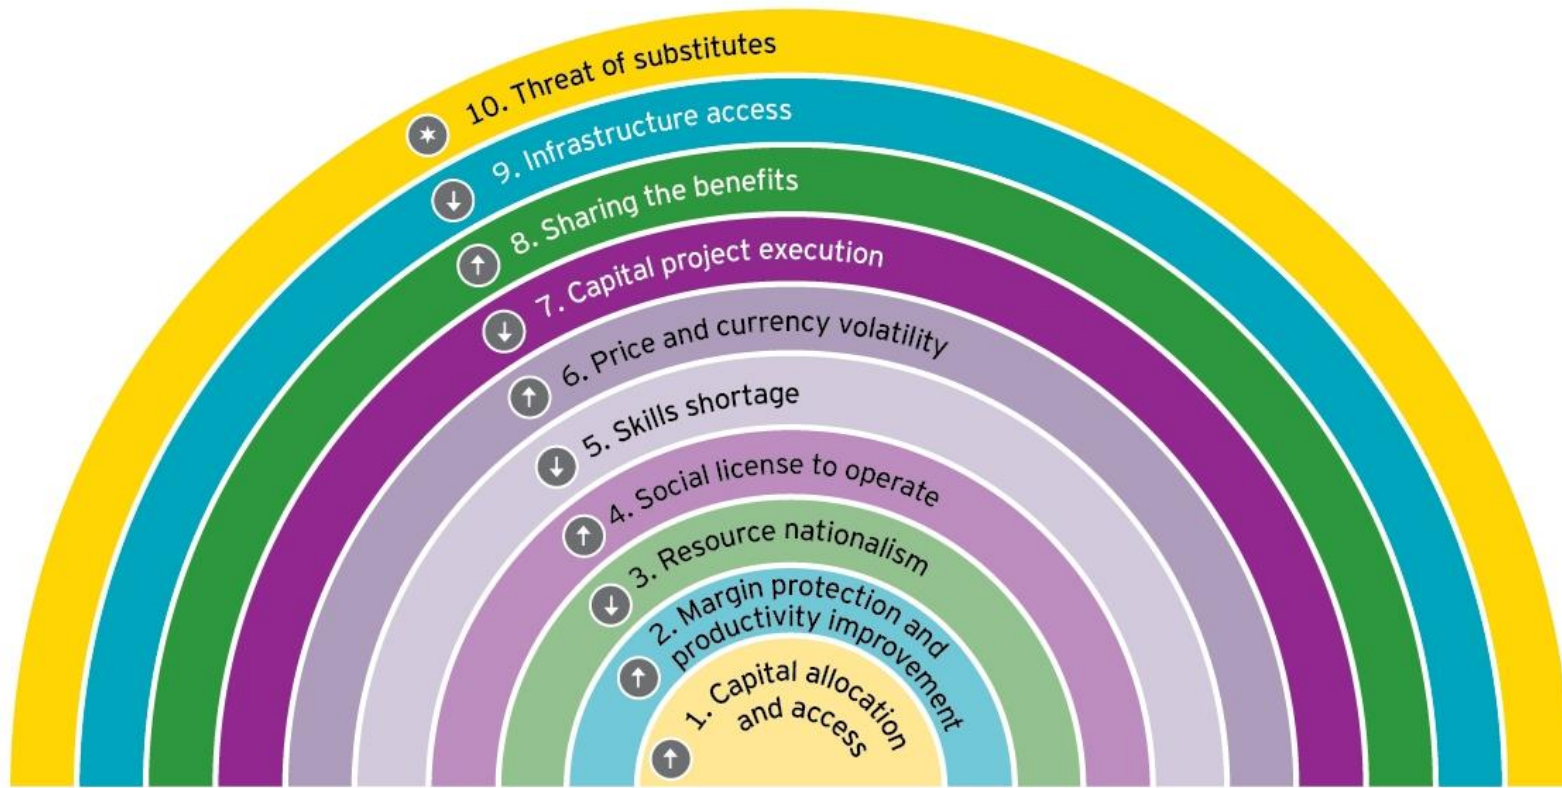 10. Threat of substitutes
9. Infrastructure access
8. Sharing the benefits
7. Capital project execution
6. Price and currency volatility
5. Skills shortage
4. Social license to operate
3. Resource nationalism
2. Margin protection and
productivity improvement
1. Capital allocation
and access